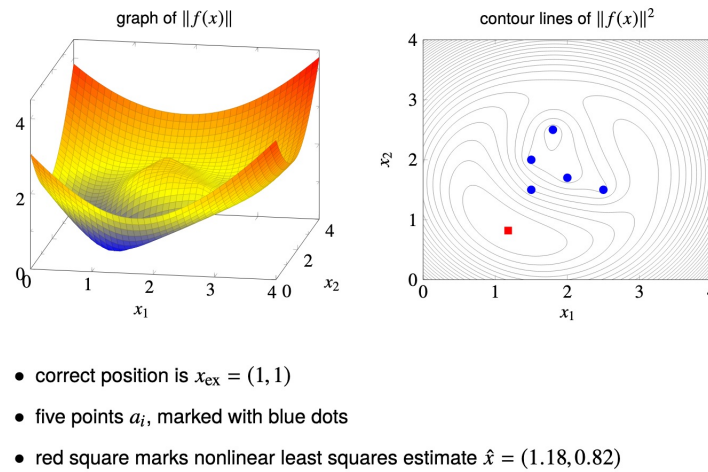 graph of ‖f(x)‖
contour lines of ‖f(x)‖²
4
2
0
0
1
2
3
4
x₁
0
2
4
x₂
4
3
2
1
0
x₂
0
1
2
3
4
x₁
• correct position is x_ex = (1, 1)
• five points a_i, marked with blue dots
• red square marks nonlinear least squares estimate x̂ = (1.18, 0.82)